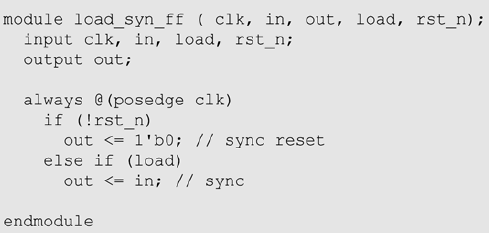 module load_syn_ff ( clk, in, out, load, rst_n);
input clk, in, load, rst_n;
output out;
always @(posedge clk)
if (!rst_n)
out <= 1'b0; // sync reset
else if (load)
out <= in; // sync
endmodule